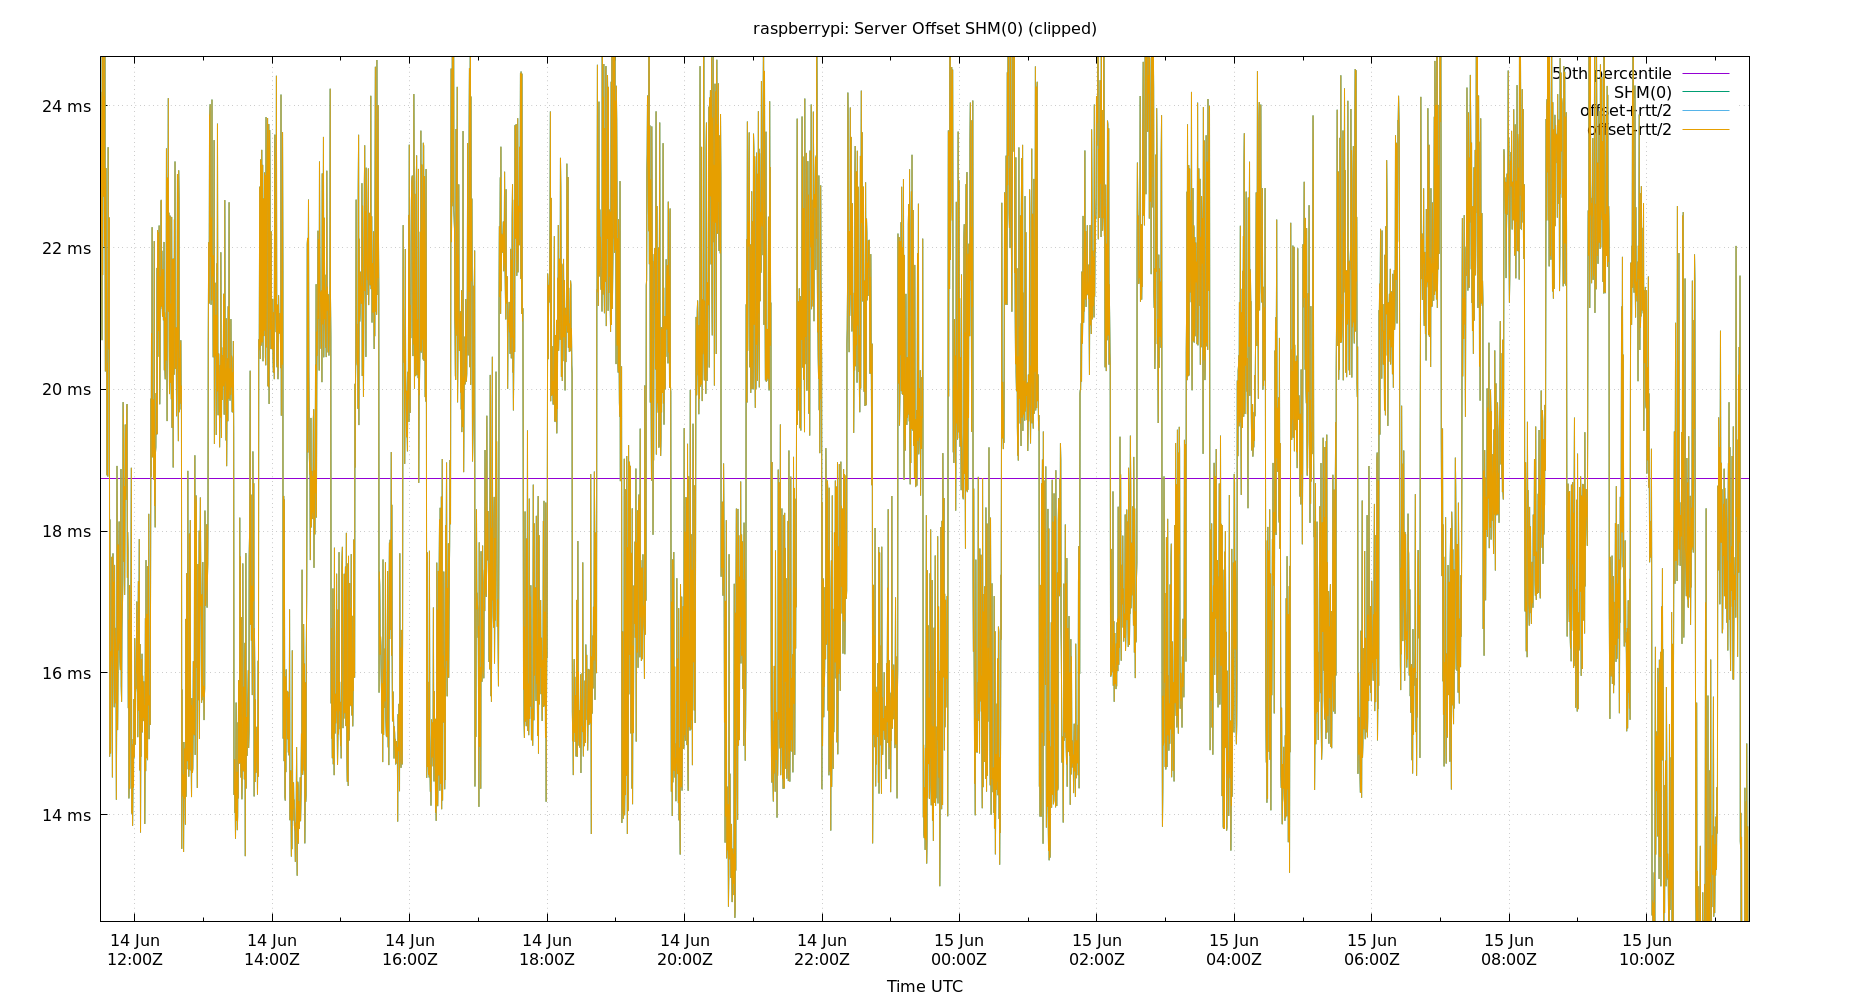 raspberrypi: Server Offset SHM(0) (clipped)
50th percentile
SHM(0)
offset+rtt/2
offset-rtt/2
24 ms
22 ms
20 ms
18 ms
16 ms
14 ms
14 Jun 14 Jun 14 Jun 14 Jun 14 Jun 14 Jun 15 Jun 15 Jun 15 Jun 15 Jun 15 Jun 15 Jun
12:00Z 14:00Z 16:00Z 18:00Z 20:00Z 22:00Z 00:00Z 02:00Z 04:00Z 06:00Z 08:00Z 10:00Z
Time UTC